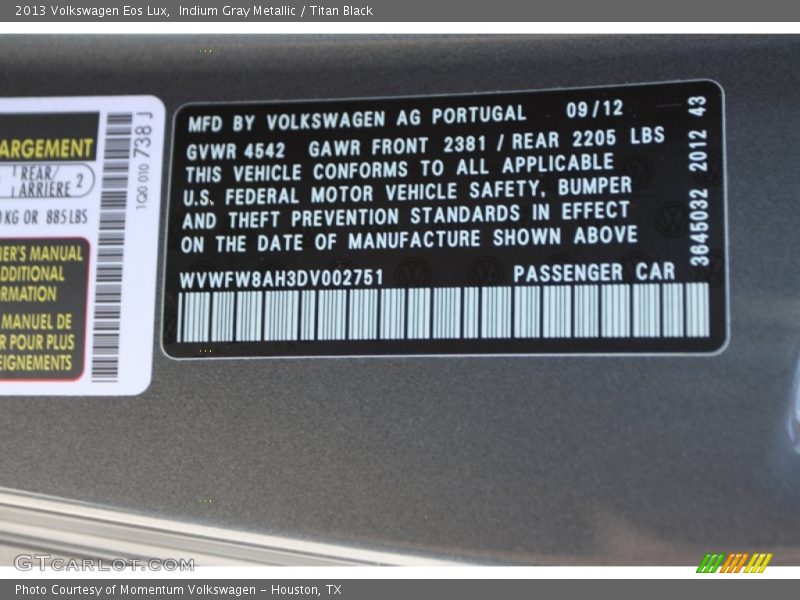 2013 Volkswagen Eos Lux, Indium Gray Metallic / Titan Black
ARGEMENT
REAR/
ARRIÈRE 2
KG OR 885 LBS
ER'S MANUAL
DDITIONAL
RMATION
MANUEL DE
R POUR PLUS
EIGNEMENTS
1Q0 010 738 J
MFD BY VOLKSWAGEN AG PORTUGAL 09/12
GVWR 4542 GAWR FRONT 2381 / REAR 2205 LBS
THIS VEHICLE CONFORMS TO ALL APPLICABLE
U.S. FEDERAL MOTOR VEHICLE SAFETY, BUMPER
AND THEFT PREVENTION STANDARDS IN EFFECT
ON THE DATE OF MANUFACTURE SHOWN ABOVE
WVWFW8AH3DV002751 PASSENGER CAR
3645032 2012 43
GTCARLOT.COM
Photo Courtesy of Momentum Volkswagen - Houston, TX